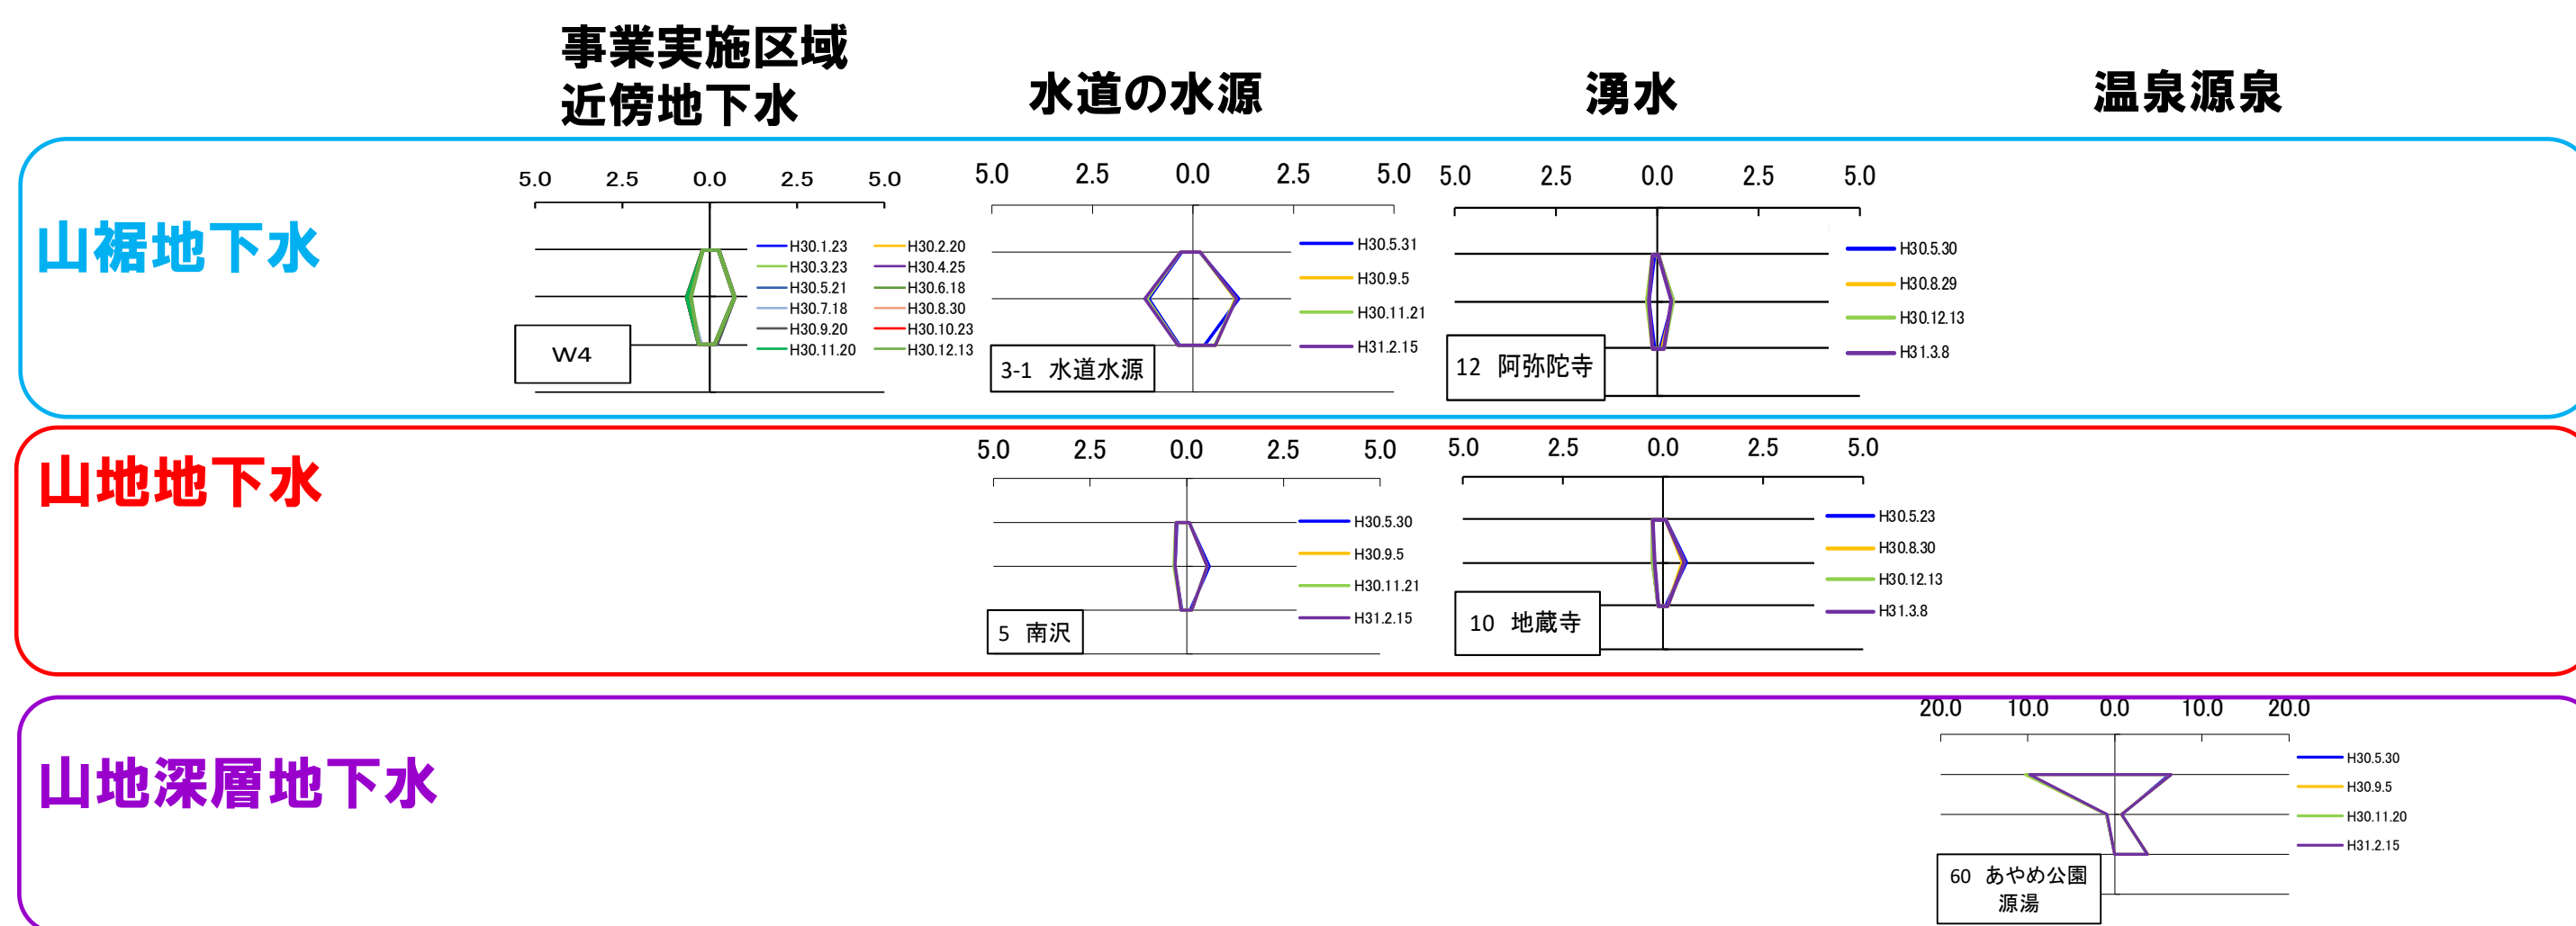 事業実施区域
近傍地下水
水道の水源
湧水
温泉源泉
山裾地下水
5.0 2.5 0.0 2.5 5.0
H30.1.23 H30.2.20
H30.3.23 H30.4.25
H30.5.21 H30.6.18
H30.7.18 H30.8.30
H30.9.20 H30.10.23
H30.11.20 H30.12.13
W4
5.0 2.5 0.0 2.5 5.0
H30.5.31
H30.9.5
H30.11.21
H31.2.15
3-1 水道水源
5.0 2.5 0.0 2.5 5.0
H30.5.30
H30.8.29
H30.12.13
H31.3.8
12 阿弥陀寺
山地地下水
5.0 2.5 0.0 2.5 5.0
H30.5.30
H30.9.5
H30.11.21
H31.2.15
5 南沢
5.0 2.5 0.0 2.5 5.0
H30.5.23
H30.8.30
H30.12.13
H31.3.8
10 地蔵寺
山地深層地下水
20.0 10.0 0.0 10.0 20.0
H30.5.30
H30.9.5
H30.11.20
H31.2.15
60 あやめ公園
源湯